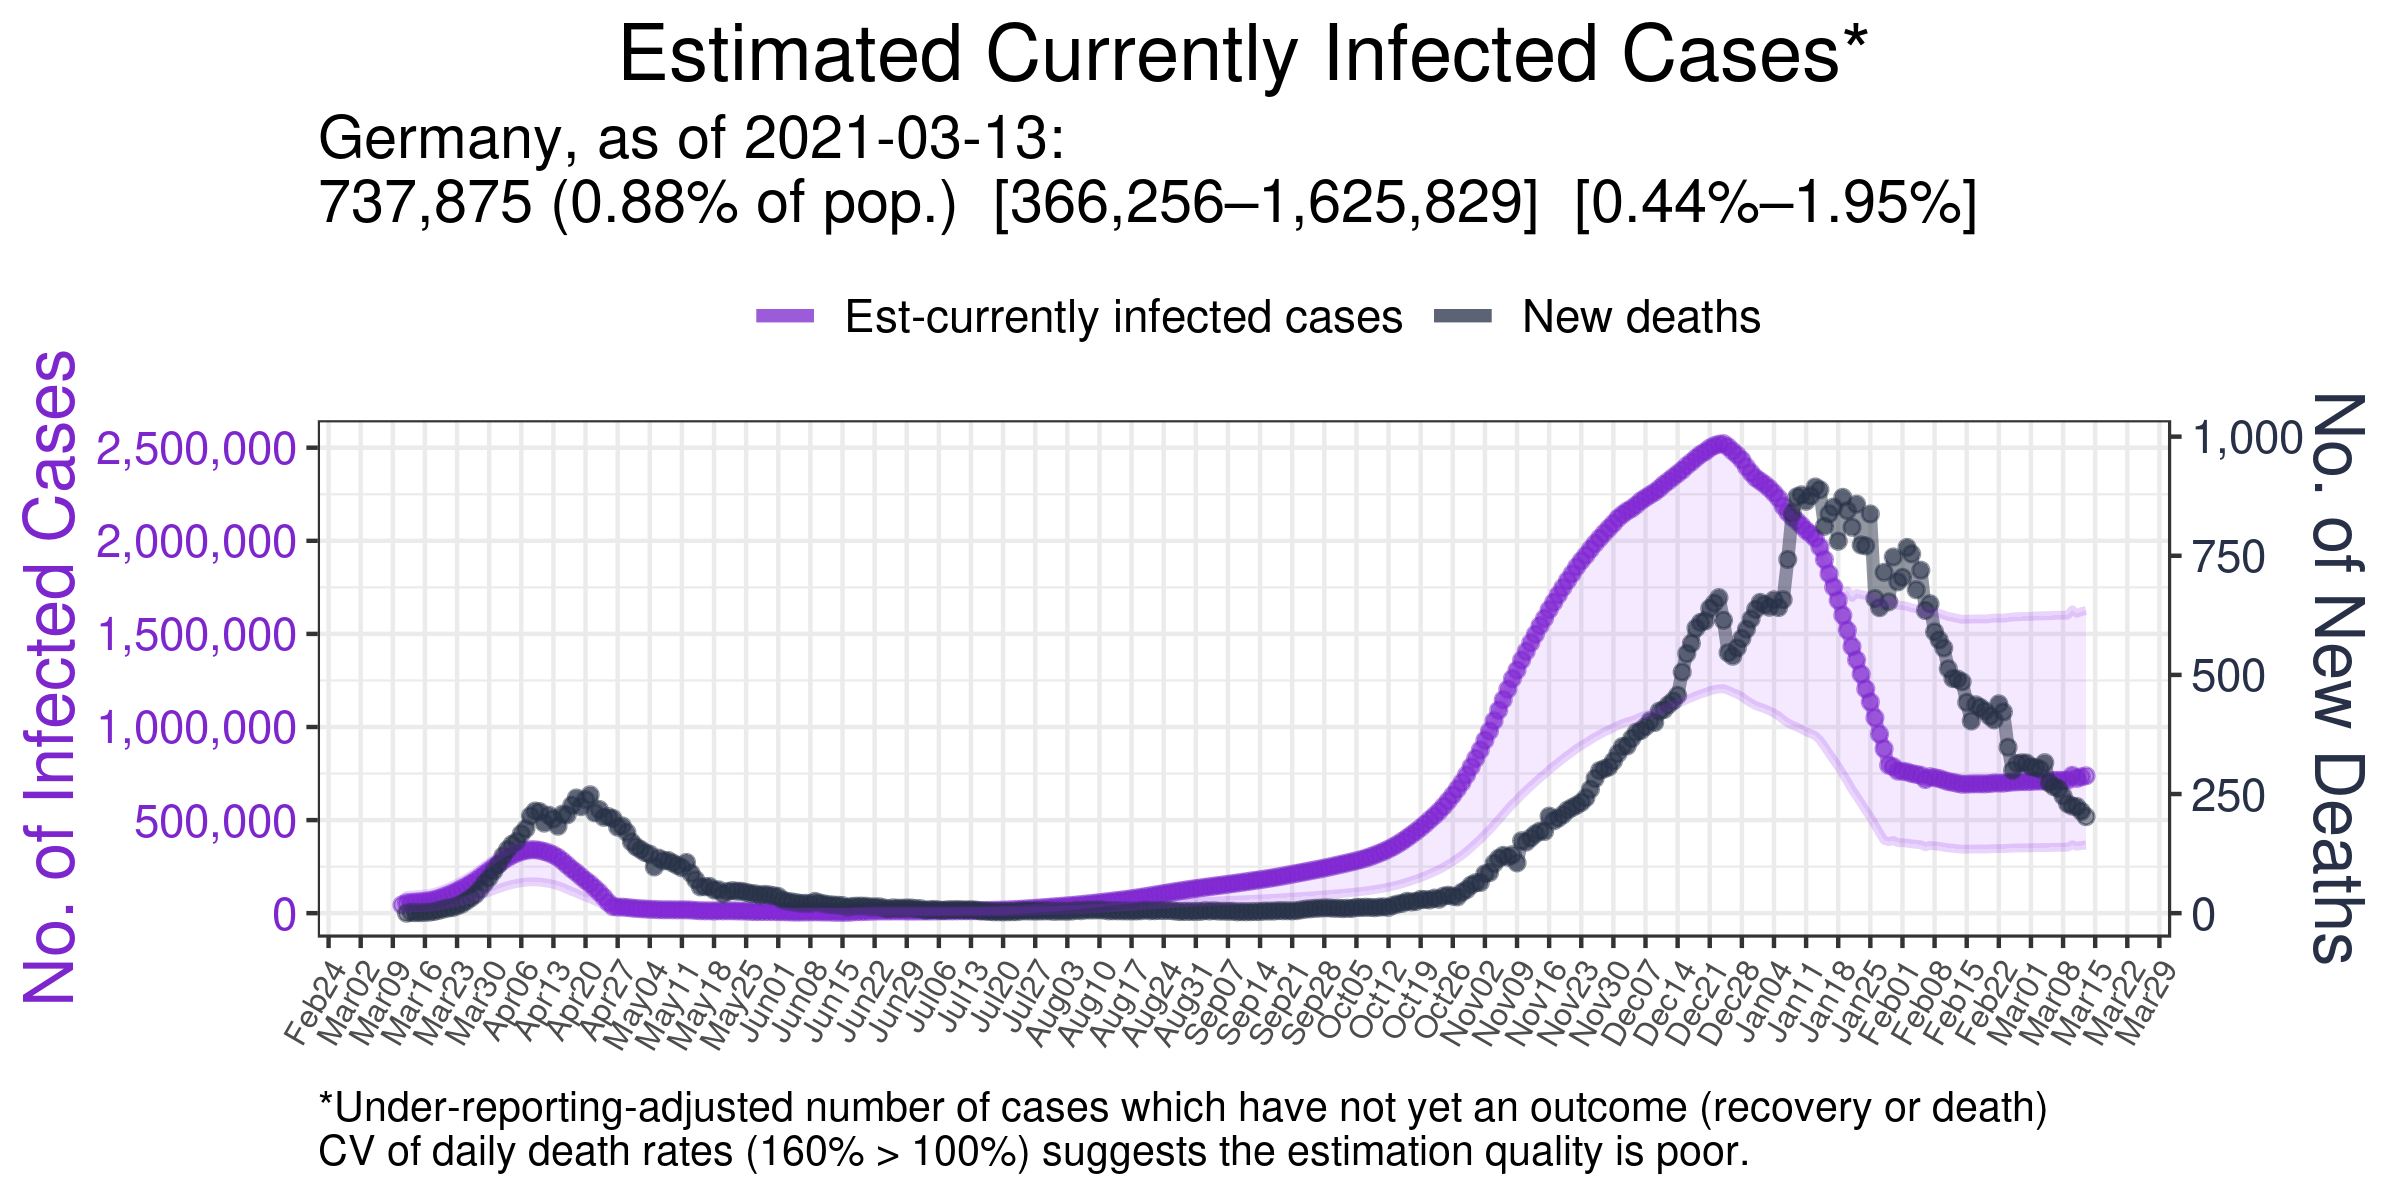 Estimated Currently Infected Cases*
Germany, as of 2021-03-13:
737,875 (0.88% of pop.) [366,256–1,625,829] [0.44%–1.95%]
Est-currently infected cases
New deaths
No. of Infected Cases
2,500,000
2,000,000
1,500,000
1,000,000
500,000
0
1,000
750
500
250
0
No. of New Deaths
Feb24
Mar02
Mar09
Mar16
Mar23
Mar30
Apr06
Apr13
Apr20
Apr27
May04
May11
May18
May25
Jun01
Jun08
Jun15
Jun22
Jun29
Jul06
Jul13
Jul20
Jul27
Aug03
Aug10
Aug17
Aug24
Aug31
Sep07
Sep14
Sep21
Sep28
Oct05
Oct12
Oct19
Oct26
Nov02
Nov09
Nov16
Nov23
Nov30
Dec07
Dec14
Dec21
Dec28
Jan04
Jan11
Jan18
Jan25
Feb01
Feb08
Feb15
Feb22
Mar01
Mar08
Mar15
Mar22
Mar29
*Under-reporting-adjusted number of cases which have not yet an outcome (recovery or death)
CV of daily death rates (160% > 100%) suggests the estimation quality is poor.